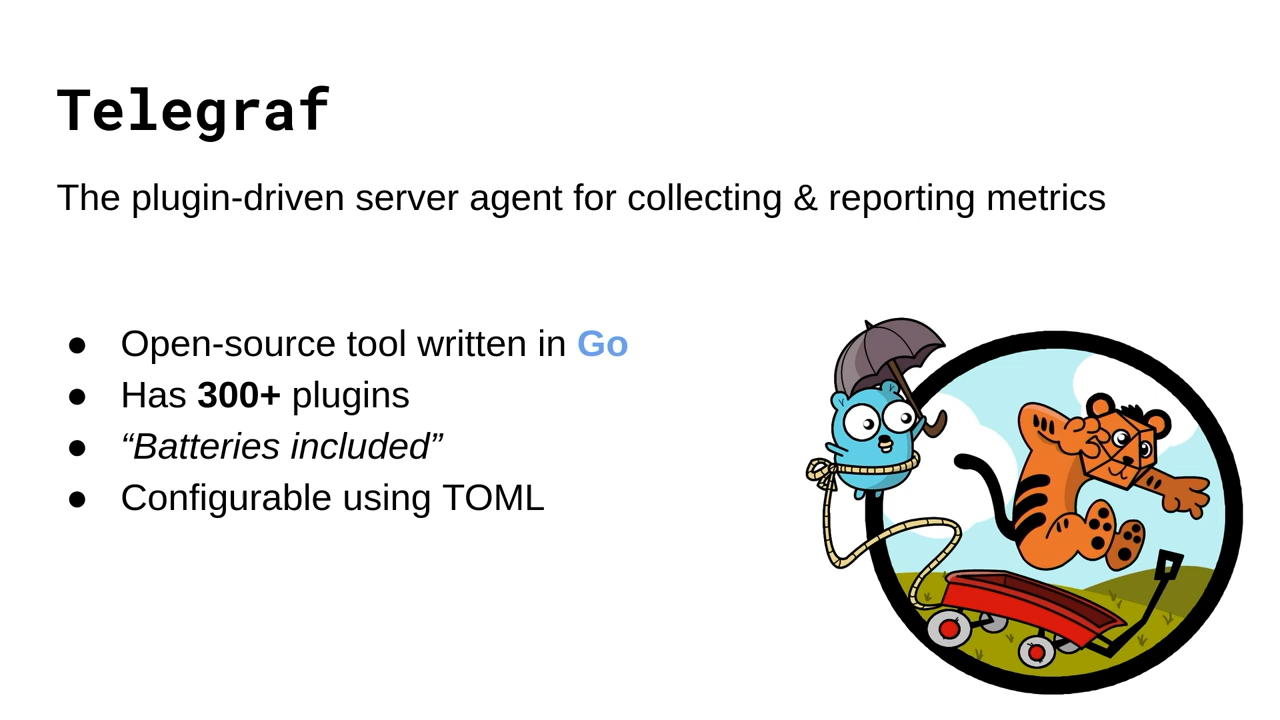 Telegraf
The plugin-driven server agent for collecting & reporting metrics
● Open-source tool written in Go
● Has 300+ plugins
● “Batteries included”
● Configurable using TOML